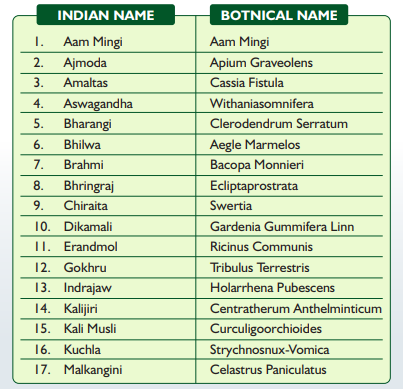 INDIAN NAME BOTNICAL NAME
1. Aam Mingi Aam Mingi
2. Ajmoda Apium Graveolens
3. Amaltas Cassia Fistula
4. Aswagandha Withaniasomnifera
5. Bharangi Clerodendrum Serratum
6. Bhilwa Aegle Marmelos
7. Brahmi Bacopa Monnieri
8. Bhringraj Ecliptaprostrata
9. Chiraita Swertia
10. Dikamali Gardenia Gummifera Linn
11. Erandmol Ricinus Communis
12. Gokhru Tribulus Terrestris
13. Indrajaw Holarrhena Pubescens
14. Kalijiri Centratherum Anthelminticum
15. Kali Musli Curculigoorchioides
16. Kuchla Strychnosnux-Vomica
17. Malkangini Celastrus Paniculatus